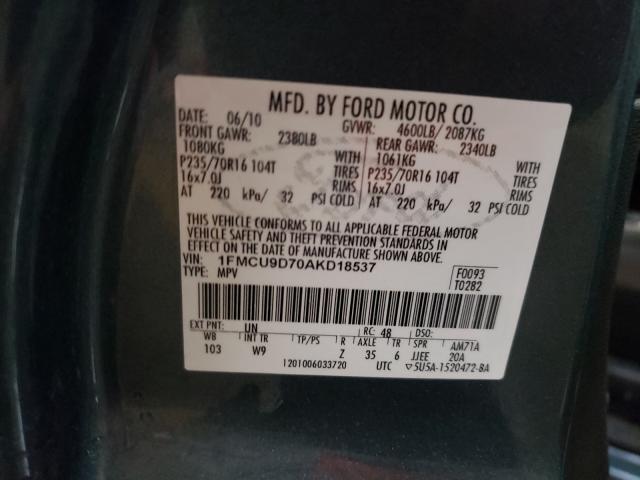 MFD. BY FORD MOTOR CO.
DATE: 06/10 GVWR: 4600LB/ 2087KG
FRONT GAWR: 2380LB REAR GAWR: 2340LB
1080KG WITH 1061KG WITH
P235/70R16 104T TIRES P235/70R16 104T TIRES
16x7.0J RIMS 16x7.0J RIMS
AT 220 kPa/ 32 PSI COLD AT 220 kPa/ 32 PSI COLD
THIS VEHICLE CONFORMS TO ALL APPLICABLE FEDERAL MOTOR
VEHICLE SAFETY AND THEFT PREVENTION STANDARDS IN
EFFECT ON THE DATE OF MANUFACTURE SHOWN ABOVE.
VIN: 1FMCU9D70AKD18537 F0093
TYPE: MPV T0282
EXT PNT: UN RC: 48 DSO:
WB INT TR TP/PS R AXLE TR SPR AM71A
103 W9 Z 35 6 JJEE 20A
1201006033720 UTC ▽5U5A-1520472-BA